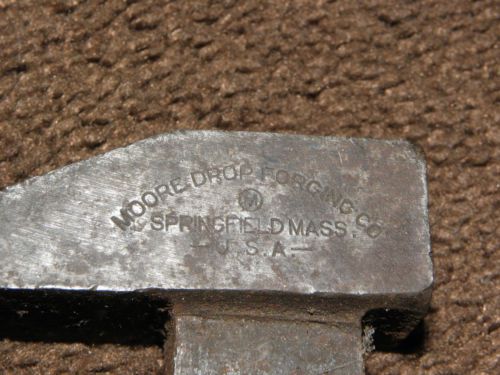 MOORE DROP FORGING CO
M
SPRINGFIELD MASS.
— U.S.A —